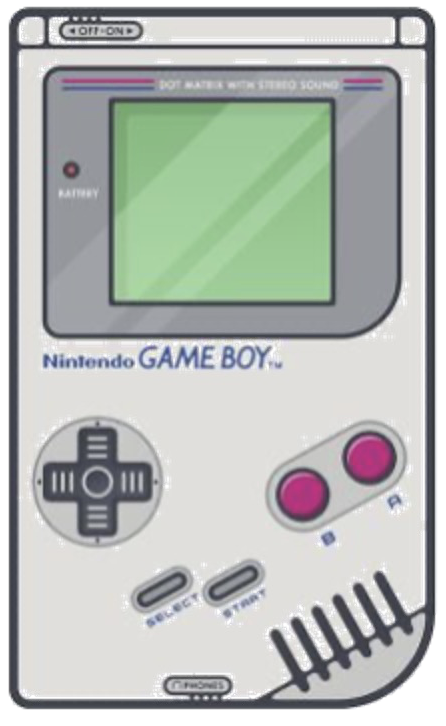 ◄OFF•ON►
DOT MATRIX WITH STEREO SOUND
BATTERY
Nintendo GAME BOY™
A
B
SELECT
START
PHONES